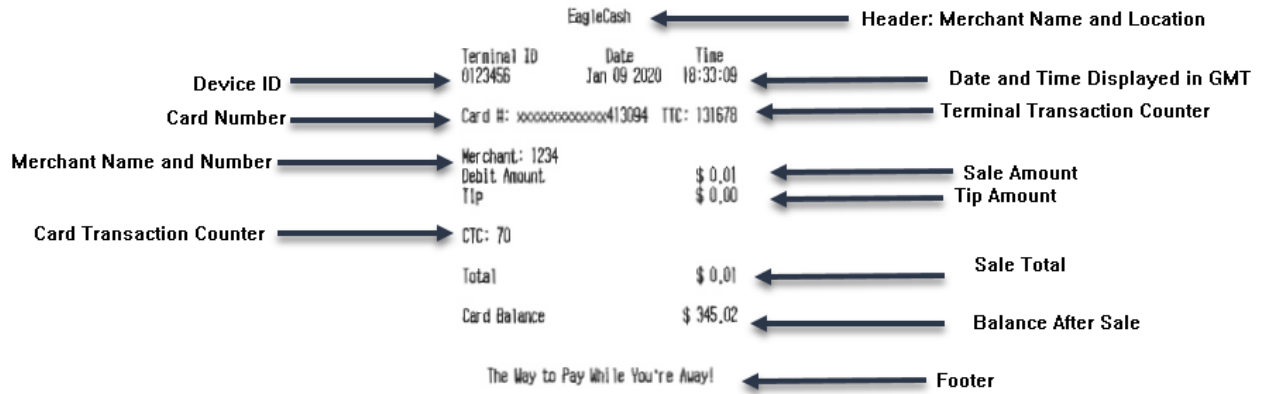 EagleCash
Header: Merchant Name and Location
Terminal ID Date Time
Device ID
0123456 Jan 09 2020 18:33:09
Date and Time Displayed in GMT
Card Number
Card #: xxxxxxxxxxxxx413094 TTC: 131678
Terminal Transaction Counter
Merchant Name and Number
Merchant: 1234
Debit Amount $ 0.01
Sale Amount
Tip $ 0.00
Tip Amount
Card Transaction Counter
CTC: 70
Total $ 0.01
Sale Total
Card Balance $ 345.02
Balance After Sale
The Way to Pay While You're Away!
Footer